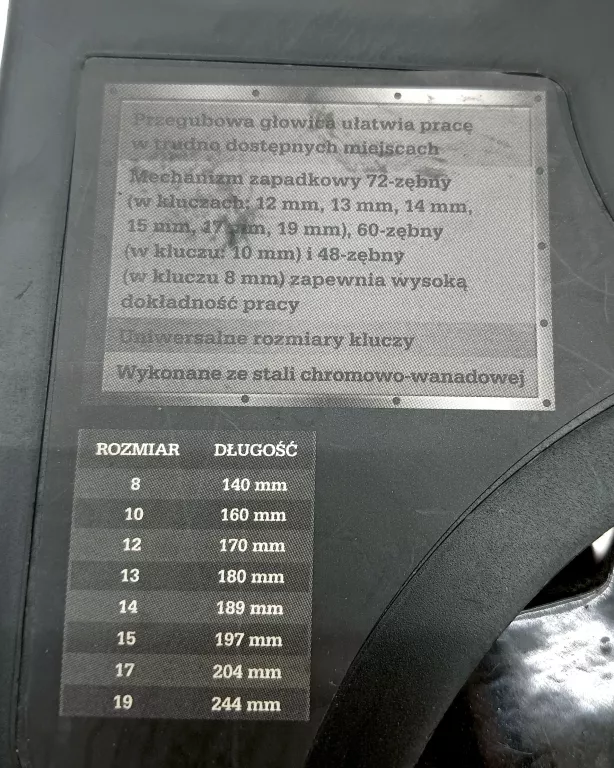 Przegubowa głowica ułatwia pracę
w trudno dostępnych miejscach
Mechanizm zapadkowy 72-zębny
(w kluczach: 12 mm, 13 mm, 14 mm,
15 mm, 17 mm, 19 mm), 60-zębny
(w kluczu: 10 mm) i 48-zębny
(w kluczu 8 mm) zapewnia wysoką
dokładność pracy
Uniwersalne rozmiary kluczy
Wykonane ze stali chromowo-wanadowej
ROZMIAR DŁUGOŚĆ
8 140 mm
10 160 mm
12 170 mm
13 180 mm
14 189 mm
15 197 mm
17 204 mm
19 244 mm